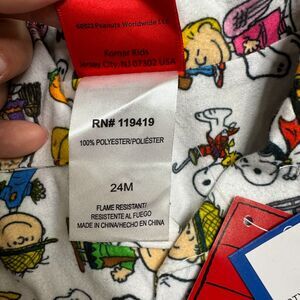 ©2023 Peanuts Worldwide LLC
Komar Kids
Jersey City, NJ 07302 USA
RN# 119419
100% POLYESTER/POLIÉSTER
24M
FLAME RESISTANT/
RESISTENTE AL FUEGO
MADE IN CHINA/HECHO EN CHINA